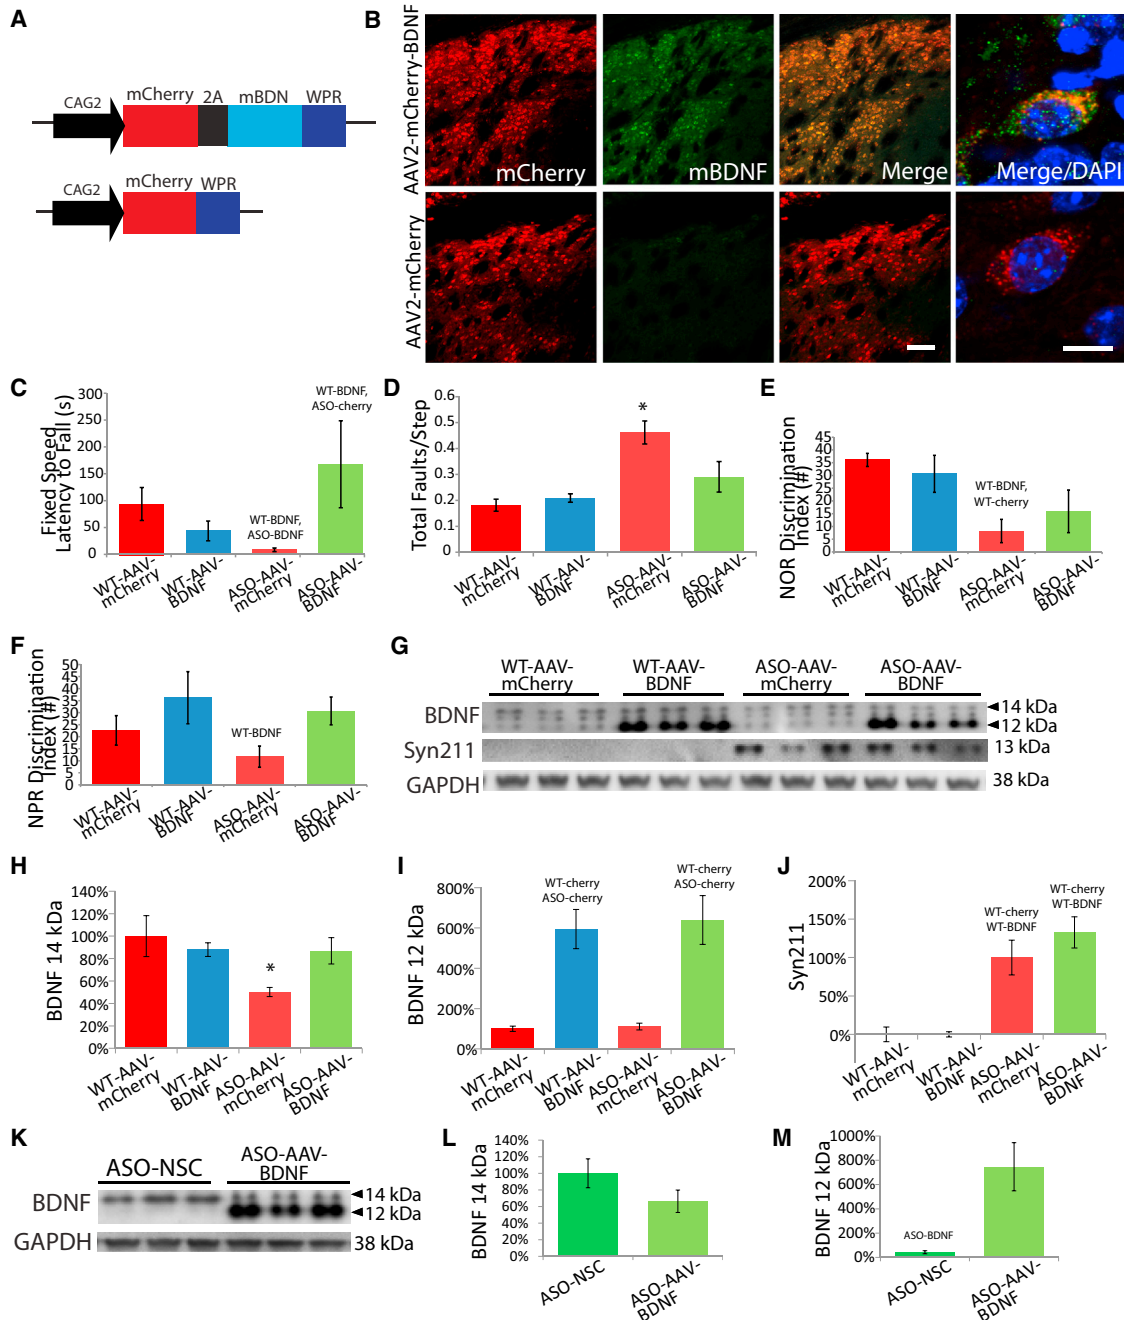 A
CAG2
mCherry
2A
mBDN
WPR
CAG2
mCherry
WPR
B
AAV2-mCherry-BDNF
mCherry
mBDNF
Merge
Merge/DAPI
AAV2-mCherry
C
Fixed Speed
Latency to Fall (s)
300
250
200
150
100
50
0
WT-BDNF,
ASO-cherry
WT-BDNF,
ASO-BDNF
WT-AAV-
mCherry
WT-AAV-
BDNF
ASO-AAV-
mCherry
ASO-AAV-
BDNF
D
Total Faults/Step
0.6
0.5
0.4
0.3
0.2
0.1
0
*
WT-AAV-
mCherry
WT-AAV-
BDNF
ASO-AAV-
mCherry
ASO-AAV-
BDNF
E
NOR Discrimination
Index (#)
45
40
35
30
25
20
15
10
5
0
WT-BDNF,
WT-cherry
WT-AAV-
mCherry
WT-AAV-
BDNF
ASO-AAV-
mCherry
ASO-AAV-
BDNF
F
NPR Discrimination
Index (#)
50
45
40
35
30
25
20
15
10
5
0
WT-BDNF
WT-AAV-
mCherry
WT-AAV-
BDNF
ASO-AAV-
mCherry
ASO-AAV-
BDNF
G
WT-AAV-
mCherry
WT-AAV-
BDNF
ASO-AAV-
mCherry
ASO-AAV-
BDNF
BDNF
14 kDa
12 kDa
Syn211
13 kDa
GAPDH
38 kDa
H
BDNF 14 kDa
140%
120%
100%
80%
60%
40%
20%
0%
*
WT-AAV-
mCherry
WT-AAV-
BDNF
ASO-AAV-
mCherry
ASO-AAV-
BDNF
I
BDNF 12 kDa
800%
600%
400%
200%
0%
WT-cherry
ASO-cherry
WT-cherry
ASO-cherry
WT-AAV-
mCherry
WT-AAV-
BDNF
ASO-AAV-
mCherry
ASO-AAV-
BDNF
J
Syn211
200%
150%
100%
50%
0%
WT-cherry
WT-BDNF
WT-cherry
WT-BDNF
WT-AAV-
mCherry
WT-AAV-
BDNF
ASO-AAV-
mCherry
ASO-AAV-
BDNF
K
ASO-NSC
ASO-AAV-
BDNF
BDNF
14 kDa
12 kDa
GAPDH
38 kDa
L
BDNF 14 kDa
140%
120%
100%
80%
60%
40%
20%
0%
ASO-NSC
ASO-AAV-
BDNF
M
BDNF 12 kDa
1000%
800%
600%
400%
200%
0%
ASO-BDNF
ASO-NSC
ASO-AAV-
BDNF